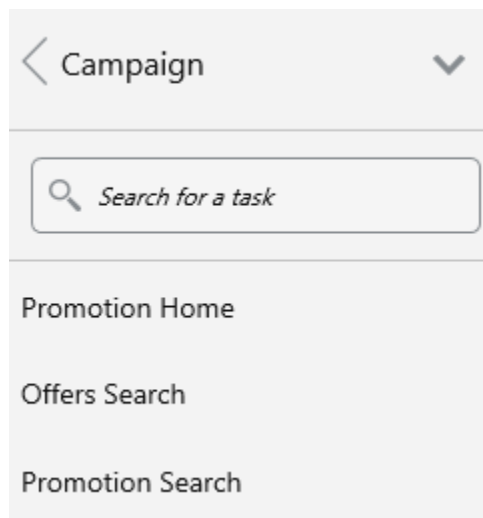 Campaign
Search for a task
Promotion Home
Offers Search
Promotion Search